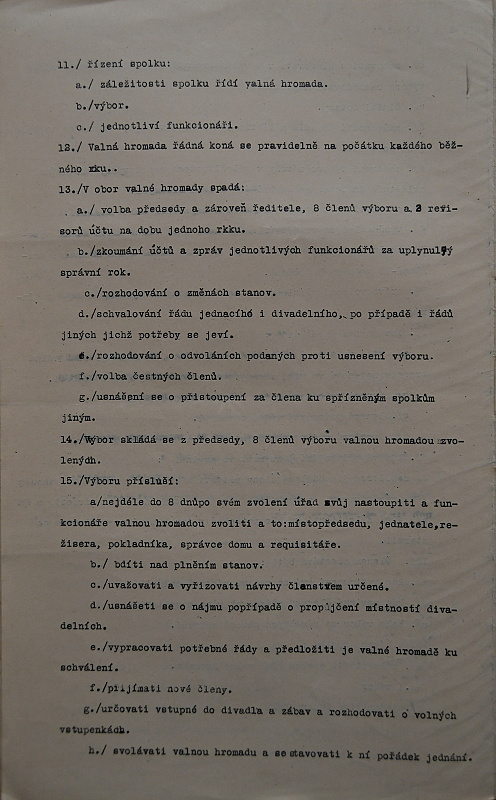 11./ řízení spolku:
a./ záležitosti spolku řídí valná hromada.
b./výbor.
c./ jednotliví funkcionáři.
12./ Valná hromada řádná koná se pravidelně na počátku každého běž-
ného rku..
13./V obor valné hromady spadá:
a./ volba předsedy a zároveň ředitele, 8 členů výboru a 3 revi-
sorů účtu na dobu jednoho rkku.
b./zkoumání účtů a zpráv jednotlivých funkcionářů za uplynulý
správní rok.
c./rozhodování o změnách stanov.
d./schvalování řádu jednacího i divadelního, po případě i řádů
jiných jichž potřeby se jeví.
e./rozhodování o odvoláních podaných proti usnesení výboru.
f./volba čestných členů.
g./usnášení se o přistoupení za člena ku spřízněným spolkům
jiným.
14./Výbor skládá se z předsedy, 8 členů výboru valnou hromadou zvo-
lených.
15./Výboru přísluší:
a/nejdéle do 8 dnůpo svém zvolení úřad svůj nastoupiti a fun-
kcionáře valnou hromadou zvoliti a to:místopředsedu, jednatele,re-
žisera, pokladníka, správce domu a requisitáře.
b./ bdíti nad plněním stanov.
c./uvažovati a vyřizovati návrhy členstvem určené.
d./usnášeti se o nájmu popřípadě o propůjčení místností diva-
delních.
e./vypracovati potřebné řády a předložiti je valné hromadě ku
schválení.
f./přijímati nové členy.
g./určovati vstupné do divadla a zábav a rozhodovati o volných
vstupenkách.
h./ svolávati valnou hromadu a sestavovati k ní pořádek jednání.